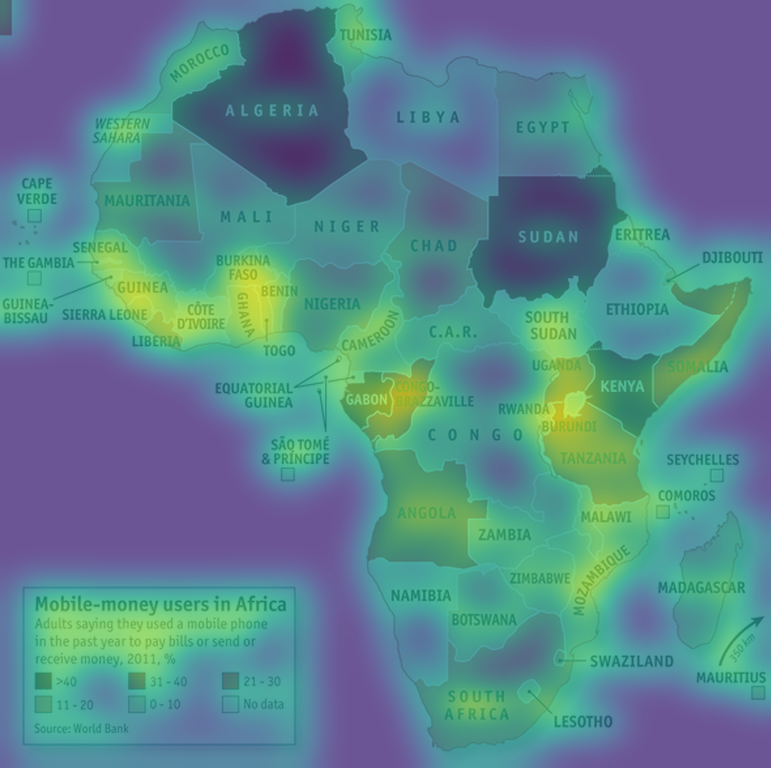 TUNISIA
MOROCCO
ALGERIA
LIBYA
EGYPT
WESTERN
SAHARA
CAPE
VERDE
MAURITANIA
MALI
NIGER
CHAD
SUDAN
ERITREA
DJIBOUTI
SENEGAL
THE GAMBIA
GUINEA-
BISSAU
GUINEA
SIERRA LEONE
LIBERIA
CÔTE
D'IVOIRE
BURKINA
FASO
GHANA
BENIN
TOGO
NIGERIA
CAMEROON
C.A.R.
SOUTH
SUDAN
ETHIOPIA
SOMALIA
UGANDA
KENYA
EQUATORIAL
GUINEA
GABON
CONGO-
BRAZZAVILLE
RWANDA
BURUNDI
CONGO
TANZANIA
SÃO TOMÉ
& PRÍNCIPE
SEYCHELLES
COMOROS
ANGOLA
ZAMBIA
MALAWI
MOZAMBIQUE
ZIMBABWE
MADAGASCAR
NAMIBIA
BOTSWANA
350 km
MAURITIUS
SWAZILAND
SOUTH
AFRICA
LESOTHO
Mobile-money users in Africa
Adults saying they used a mobile phone
in the past year to pay bills or send or
receive money, 2011, %
>40 31 - 40 21 - 30
11 - 20 0 - 10 No data
Source: World Bank